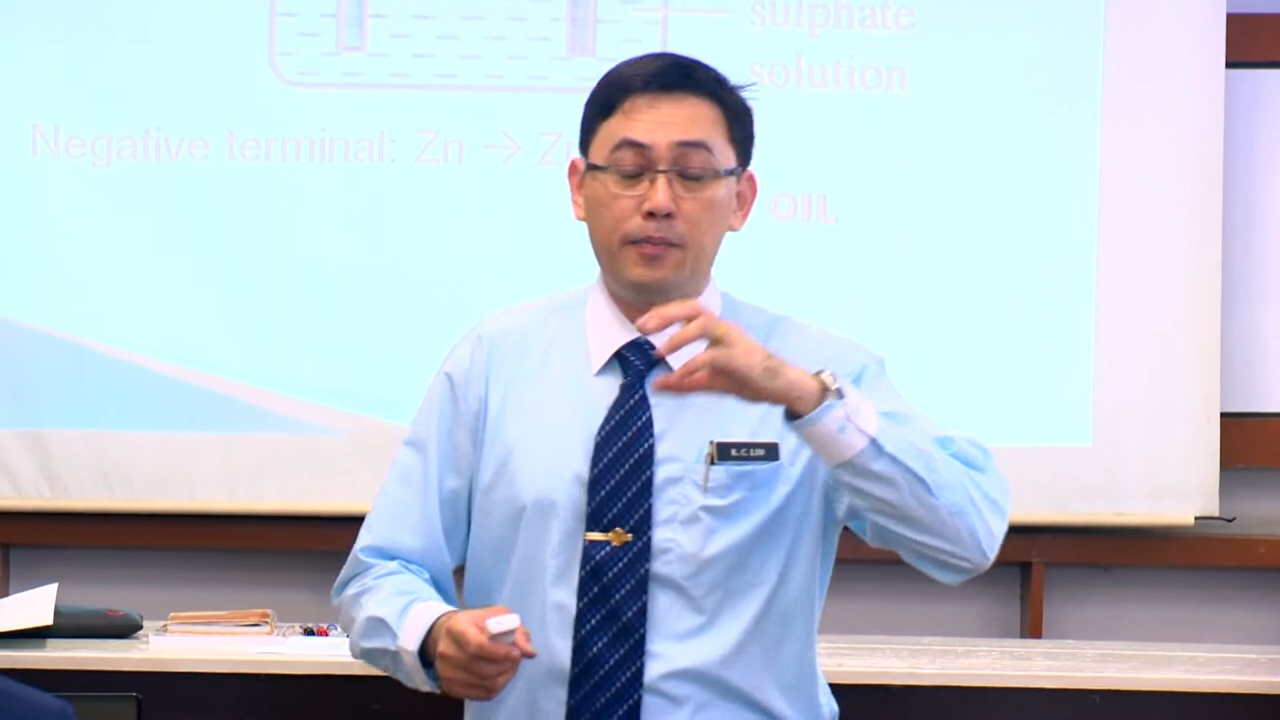 sulphate
solution
Negative terminal: Zn → Zn
OIL
K. C. LIM